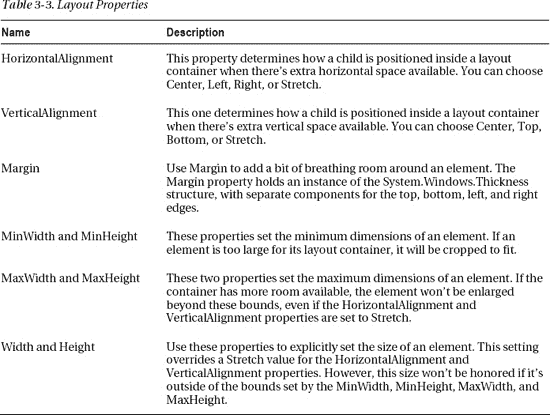 Table 3-3. Layout Properties
Name Description
HorizontalAlignment This property determines how a child is positioned inside a layout
container when there's extra horizontal space available. You can choose
Center, Left, Right, or Stretch.
VerticalAlignment This one determines how a child is positioned inside a layout container
when there's extra vertical space available. You can choose Center, Top,
Bottom, or Stretch.
Margin Use Margin to add a bit of breathing room around an element. The
Margin property holds an instance of the System.Windows.Thickness
structure, with separate components for the top, bottom, left, and right
edges.
MinWidth and MinHeight These properties set the minimum dimensions of an element. If an
element is too large for its layout container, it will be cropped to fit.
MaxWidth and MaxHeight These two properties set the maximum dimensions of an element. If the
container has more room available, the element won't be enlarged
beyond these bounds, even if the HorizontalAlignment and
VerticalAlignment properties are set to Stretch.
Width and Height Use these properties to explicitly set the size of an element. This setting
overrides a Stretch value for the HorizontalAlignment and
VerticalAlignment properties. However, this size won't be honored if it's
outside of the bounds set by the MinWidth, MinHeight, MaxWidth, and
MaxHeight.